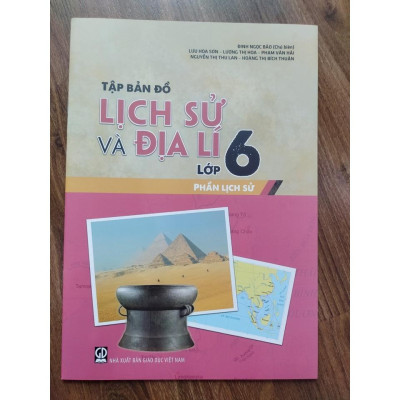 ĐINH NGỌC BẢO (Chủ biên)
LƯU HOA SƠN - LƯƠNG THỊ HOA - PHẠM VĂN HẢI
NGUYỄN THỊ THU LAN - HOÀNG THỊ BÍCH THUẬN
TẬP BẢN ĐỒ
LỊCH SỬ
VÀ ĐỊA LÍ
LỚP 6
PHẦN LỊCH SỬ
GD
NHÀ XUẤT BẢN GIÁO DỤC VIỆT NAM